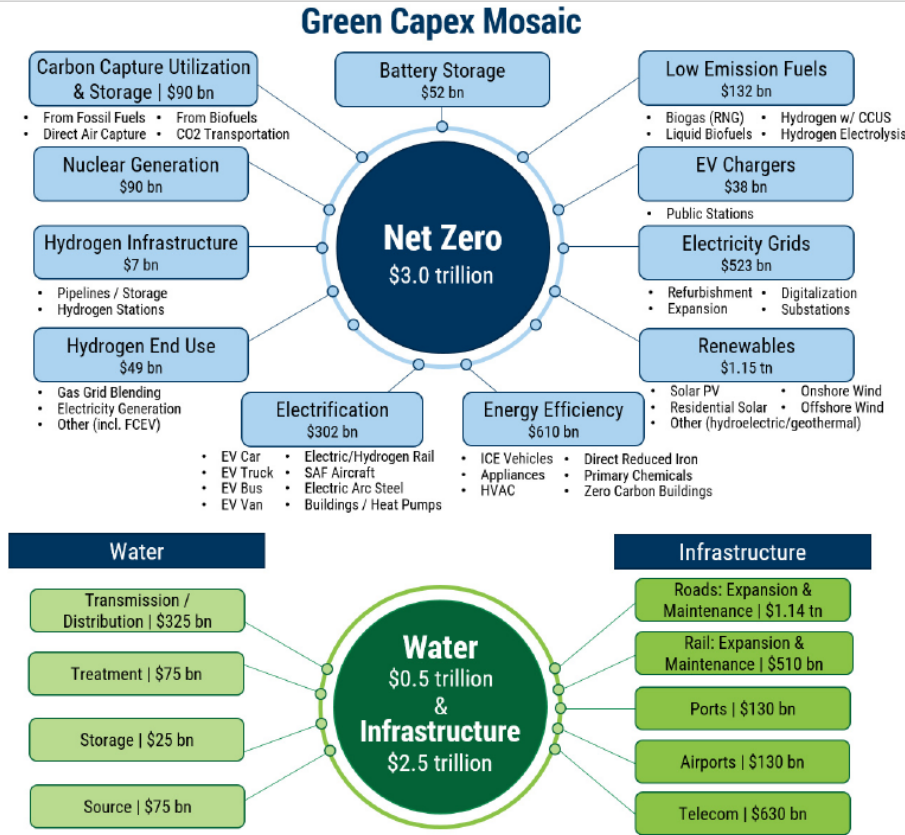 Green Capex Mosaic
Carbon Capture Utilization
& Storage | $90 bn
• From Fossil Fuels • From Biofuels
• Direct Air Capture • CO2 Transportation
Battery Storage
$52 bn
Low Emission Fuels
$132 bn
• Biogas (RNG) • Hydrogen w/ CCUS
• Liquid Biofuels • Hydrogen Electrolysis
Nuclear Generation
$90 bn
EV Chargers
$38 bn
• Public Stations
Net Zero
$3.0 trillion
Hydrogen Infrastructure
$7 bn
• Pipelines / Storage
• Hydrogen Stations
Electricity Grids
$523 bn
• Refurbishment • Digitalization
• Expansion • Substations
Hydrogen End Use
$49 bn
• Gas Grid Blending
• Electricity Generation
• Other (incl. FCEV)
Renewables
$1.15 tn
• Solar PV • Onshore Wind
• Residential Solar • Offshore Wind
• Other (hydroelectric/geothermal)
Electrification
$302 bn
• EV Car • Electric/Hydrogen Rail
• EV Truck • SAF Aircraft
• EV Bus • Electric Arc Steel
• EV Van • Buildings / Heat Pumps
Energy Efficiency
$610 bn
• ICE Vehicles • Direct Reduced Iron
• Appliances • Primary Chemicals
• HVAC • Zero Carbon Buildings
Water
Transmission /
Distribution | $325 bn
Treatment | $75 bn
Storage | $25 bn
Source | $75 bn
Water
$0.5 trillion
&
Infrastructure
$2.5 trillion
Infrastructure
Roads: Expansion &
Maintenance | $1.14 tn
Rail: Expansion &
Maintenance | $510 bn
Ports | $130 bn
Airports | $130 bn
Telecom | $630 bn